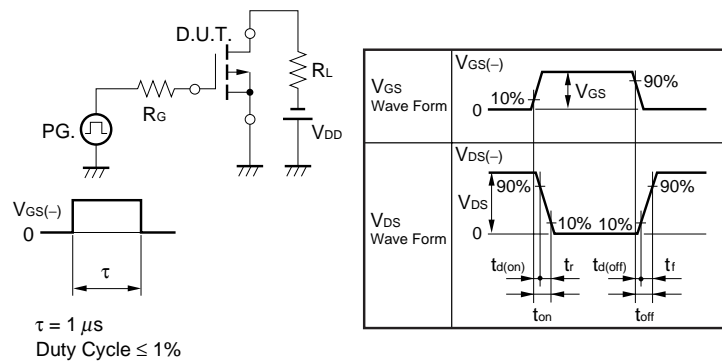 D.U.T.
RL
RG
PG.
VDD
VGS(−)
0
τ
τ = 1 μs
Duty Cycle ≤ 1%
VGS
Wave Form
VGS(−)
10%
VGS
90%
0
VDS
Wave Form
VDS(−)
90%
90%
VDS
10%
10%
0
td(on)
tr
td(off)
tf
ton
toff